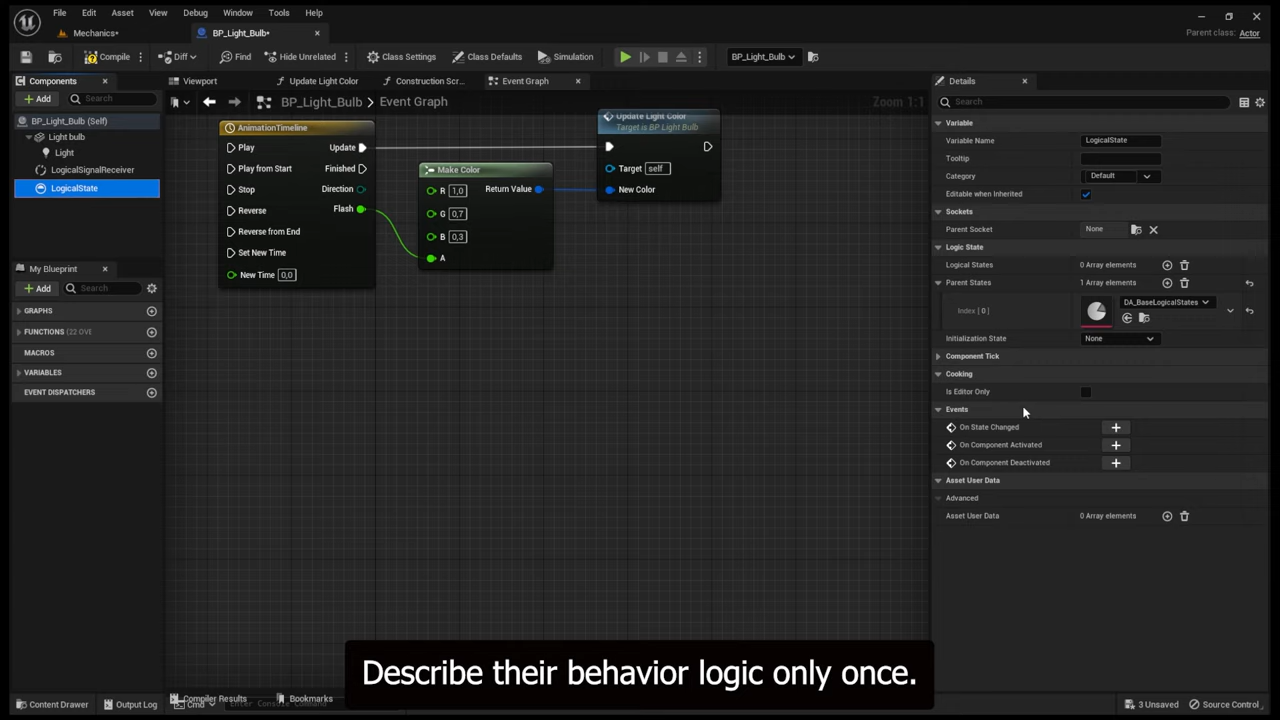 File Edit Asset View Debug Window Tools Help
Mechanics•
BP_Light_Bulb•
Parent class: Actor
Compile
Diff
Find
Hide Unrelated
Class Settings
Class Defaults
Simulation
BP_Light_Bulb
Components
Viewport
Update Light Color
Construction Scr...
Event Graph
Details
Add
Search
BP_Light_Bulb > Event Graph
Zoom 1:1
Search
BP_Light_Bulb (Self)
Light bulb
Light
LogicalSignalReceiver
LogicalState
My Blueprint
Add
Search
GRAPHS
FUNCTIONS (22 OVE
MACROS
VARIABLES
EVENT DISPATCHERS
AnimationTimeline
Play
Update
Play from Start
Finished
Stop
Direction
Reverse
Flash
Reverse from End
Set New Time
New Time 0,0
Make Color
R 1,0
Return Value
G 0,7
B 0,3
A
Update Light Color
Target is BP Light Bulb
Target self
New Color
Variable
Variable Name LogicalState
Tooltip
Category Default
Editable when Inherited
Sockets
Parent Socket None
Logic State
Logical States 0 Array elements
Parent States 1 Array elements
Index [ 0 ] DA_BaseLogicalStates
Initialization State None
Component Tick
Cooking
Is Editor Only
Events
On State Changed
On Component Activated
On Component Deactivated
Asset User Data
Advanced
Asset User Data 0 Array elements
Describe their behavior logic only once.
Compiler Results
Bookmarks
Content Drawer
Output Log
Cmd
Enter Console Command
3 Unsaved
Source Control